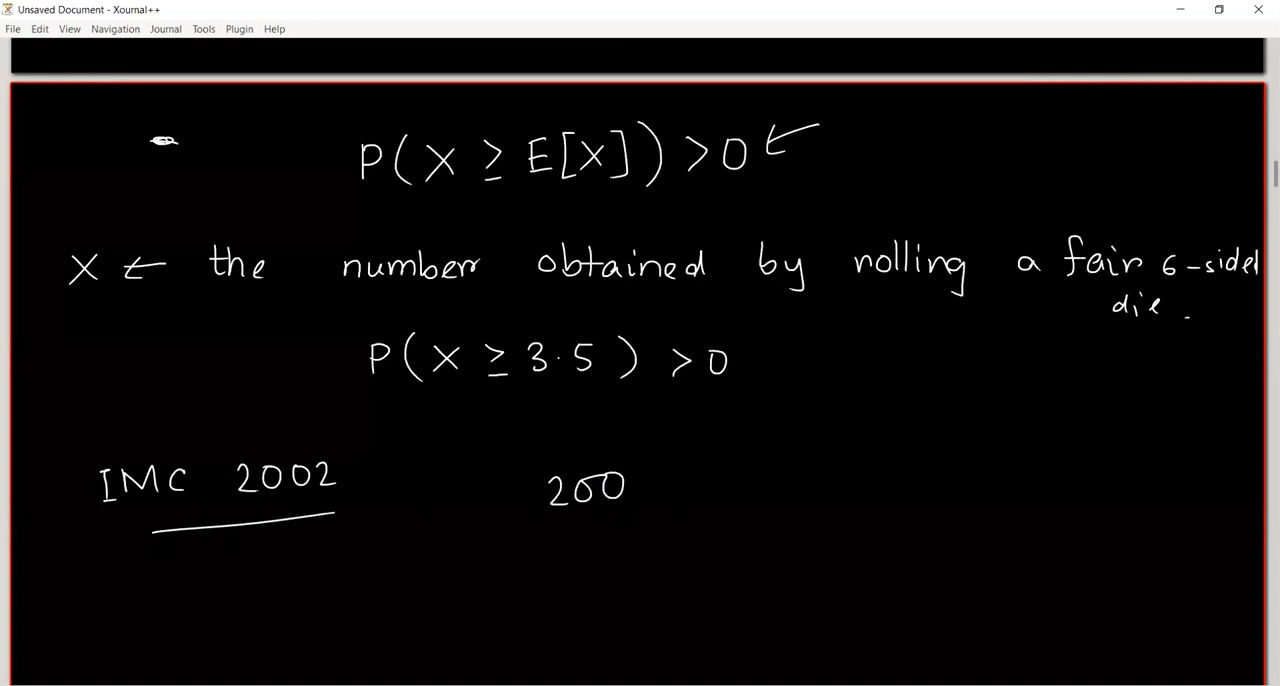 Unsaved Document - Xournal++
File Edit View Navigation Journal Tools Plugin Help
P(X ≥ E[X]) > 0 ←
X ← the number obtained by rolling a fair 6-sided
die.
P(X ≥ 3.5) > 0
IMC 2002 200